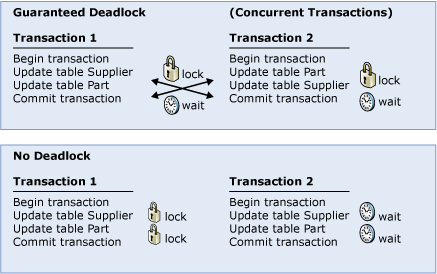 Guaranteed Deadlock (Concurrent Transactions)
Transaction 1 Transaction 2
Begin transaction Begin transaction
Update table Supplier lock Update table Part lock
Update table Part Update table Supplier
Commit transaction wait Commit transaction wait
No Deadlock
Transaction 1 Transaction 2
Begin transaction Begin transaction
Update table Supplier lock Update table Supplier wait
Update table Part lock Update table Part wait
Commit transaction Commit transaction